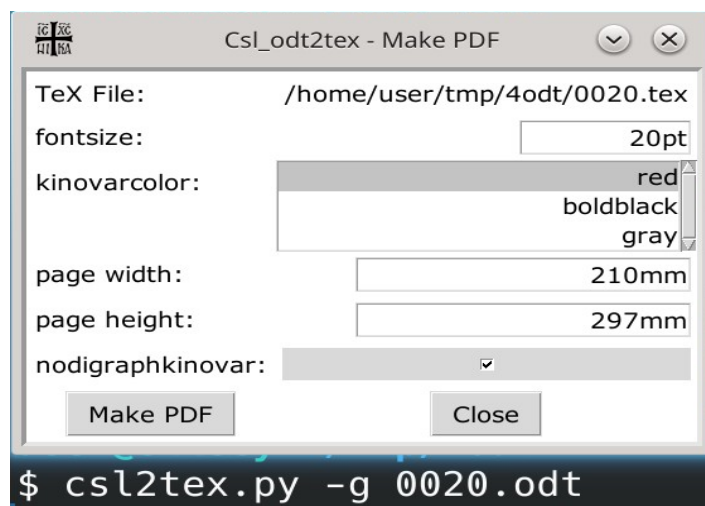 Csl_odt2tex - Make PDF
TeX File: /home/user/tmp/4odt/0020.tex
fontsize: 20pt
kinovarcolor: red
boldblack
gray
page width: 210mm
page height: 297mm
nodigraphkinovar:
Make PDF Close
$ csl2tex.py -g 0020.odt